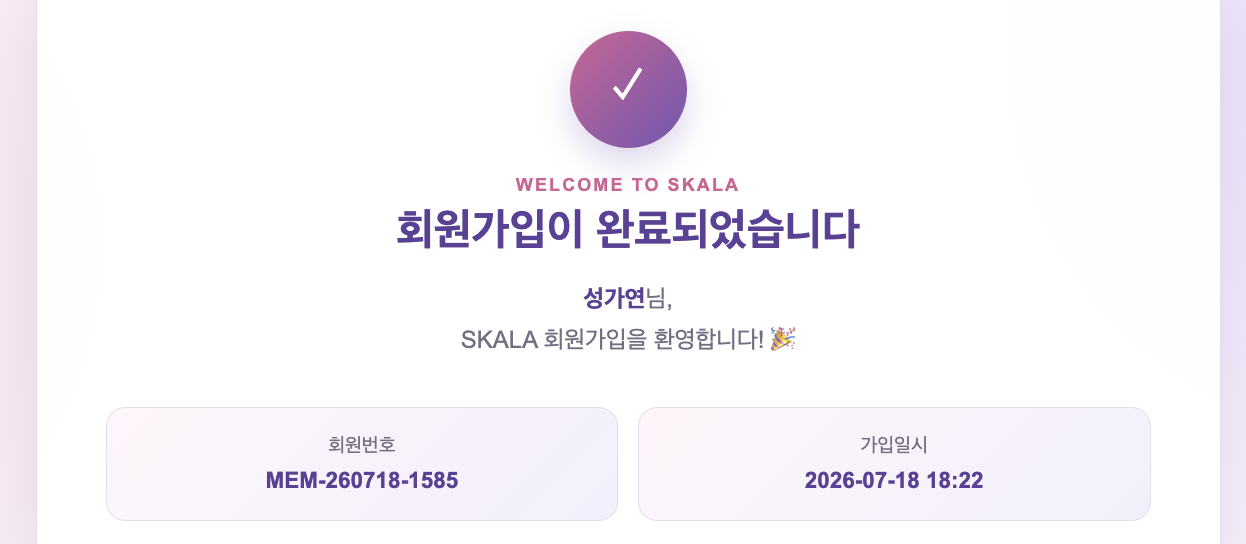 WELCOME TO SKALA
회원가입이 완료되었습니다
성가연님,
SKALA 회원가입을 환영합니다! 🎉
회원번호
MEM-260718-1585
가입일시
2026-07-18 18:22